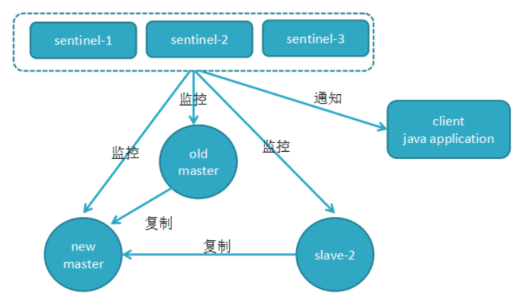 sentinel-1
sentinel-2
sentinel-3
监控
通知
client
java application
监控
old
master
监控
复制
new
master
复制
slave-2